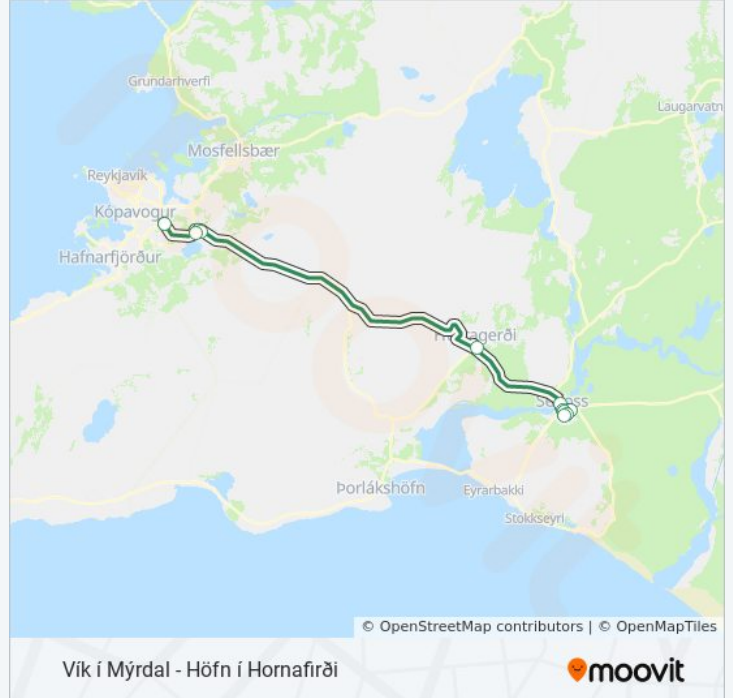 Grundarhverfi
Laugarvatn
Mosfellsbær
Reykjavík
Kópavogur
Hafnarfjörður
Þorlákshöfn
Eyrarbakki
Stokkseyri
© OpenStreetMap contributors | © OpenMapTiles
Vík í Mýrdal - Höfn í Hornafirði
moovit